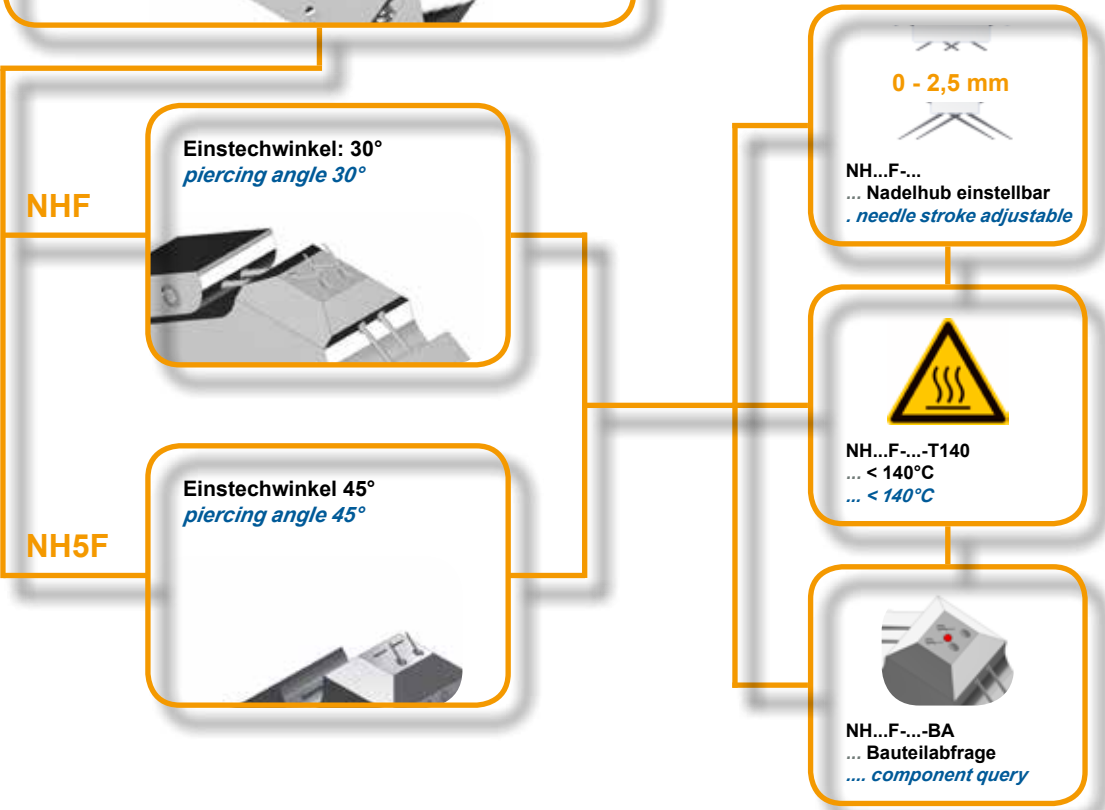 NHF
Einstechwinkel: 30°
piercing angle 30°
NH5F
Einstechwinkel 45°
piercing angle 45°
0 - 2,5 mm
NH...F-...
... Nadelhub einstellbar
. needle stroke adjustable
NH...F-...-T140
... < 140°C
... < 140°C
NH...F-...-BA
... Bauteilabfrage
.... component query